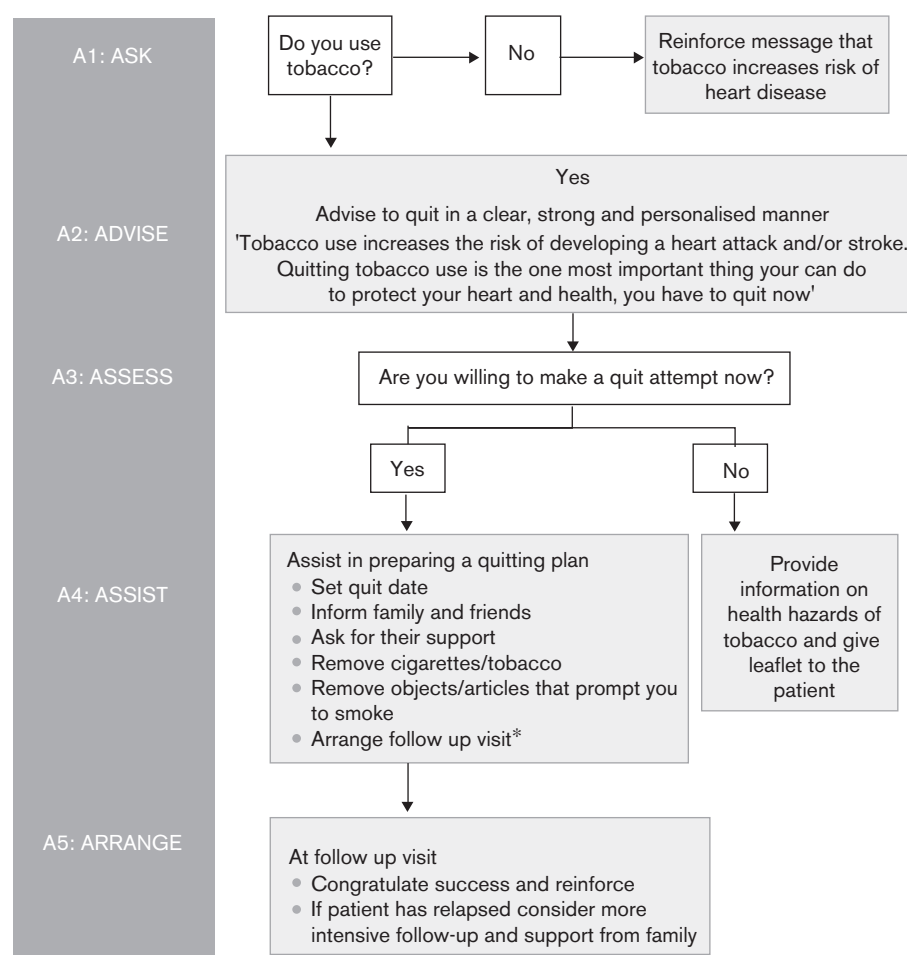 A1: ASK
Do you use
tobacco?
No
Reinforce message that
tobacco increases risk of
heart disease
A2: ADVISE
Yes
Advise to quit in a clear, strong and personalised manner
'Tobacco use increases the risk of developing a heart attack and/or stroke.
Quitting tobacco use is the one most important thing your can do
to protect your heart and health, you have to quit now'
A3: ASSESS
Are you willing to make a quit attempt now?
Yes
No
A4: ASSIST
Assist in preparing a quitting plan
• Set quit date
• Inform family and friends
• Ask for their support
• Remove cigarettes/tobacco
• Remove objects/articles that prompt you
to smoke
• Arrange follow up visit*
Provide
information on
health hazards of
tobacco and give
leaflet to the
patient
A5: ARRANGE
At follow up visit
• Congratulate success and reinforce
• If patient has relapsed consider more
intensive follow-up and support from family